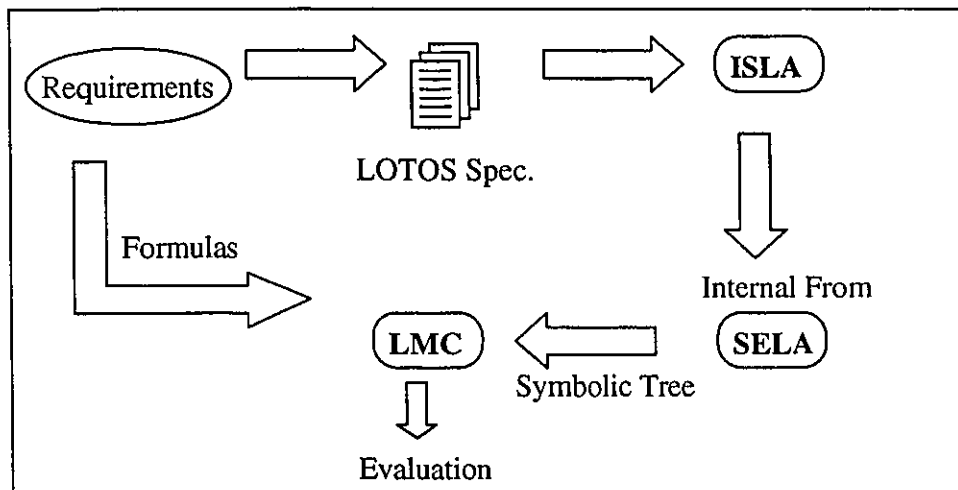 Requirements
ISLA
LOTOS Spec.
Formulas
Internal From
LMC
SELA
Symbolic Tree
Evaluation